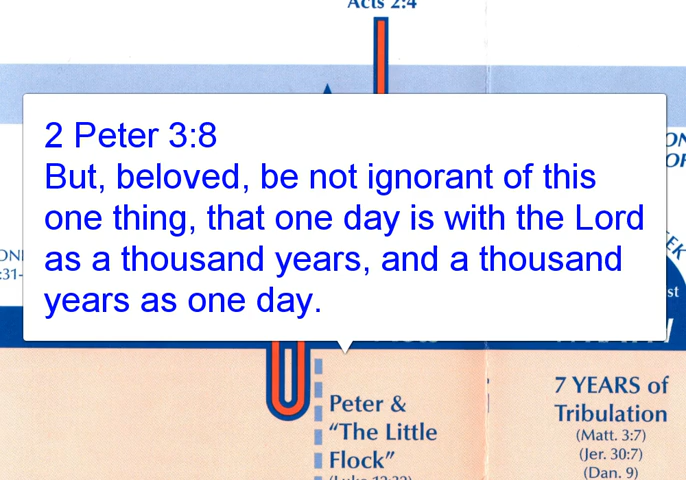 Acts 2:4
2 Peter 3:8
But, beloved, be not ignorant of this
one thing, that one day is with the Lord
as a thousand years, and a thousand
years as one day.
:31-
st
Peter &
“The Little
Flock”
7 YEARS of
Tribulation
(Matt. 3:7)
(Jer. 30:7)
(Dan. 9)